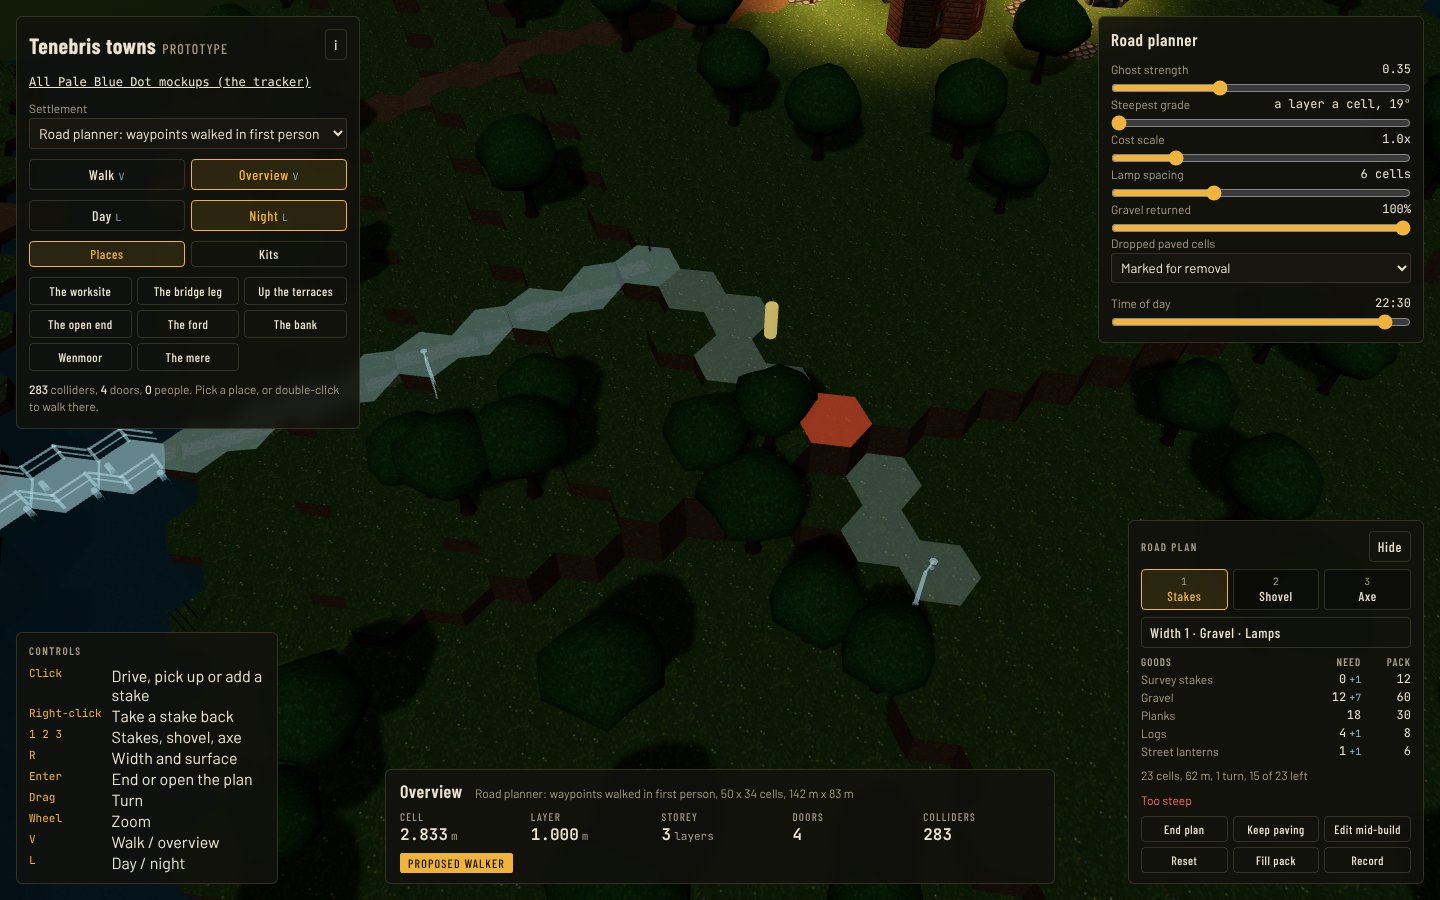 Tenebris towns PROTOTYPE
i
All Pale Blue Dot mockups (the tracker)
Settlement
Road planner: waypoints walked in first person
Walk V
Overview V
Day L
Night L
Places
Kits
The worksite
The bridge leg
Up the terraces
The open end
The ford
The bank
Wenmoor
The mere
283 colliders, 4 doors, 0 people. Pick a place, or double-click
to walk there.
CONTROLS
Click Drive, pick up or add a
stake
Right-click Take a stake back
1 2 3 Stakes, shovel, axe
R Width and surface
Enter End or open the plan
Drag Turn
Wheel Zoom
V Walk / overview
L Day / night
Overview Road planner: waypoints walked in first person, 50 x 34 cells, 142 m x 83 m
CELL LAYER STOREY DOORS COLLIDERS
2.833 m 1.000 m 3 layers 4 283
PROPOSED WALKER
Road planner
Ghost strength 0.35
Steepest grade a layer a cell, 19°
Cost scale 1.0x
Lamp spacing 6 cells
Gravel returned 100%
Dropped paved cells
Marked for removal
Time of day 22:30
ROAD PLAN
Hide
1 2 3
Stakes Shovel Axe
Width 1 · Gravel · Lamps
GOODS NEED PACK
Survey stakes 0 +1 12
Gravel 12 +7 60
Planks 18 30
Logs 4 +1 8
Street lanterns 1 +1 6
23 cells, 62 m, 1 turn, 15 of 23 left
Too steep
End plan Keep paving Edit mid-build
Reset Fill pack Record